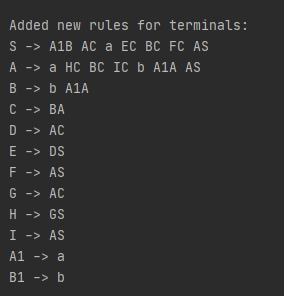 Added new rules for terminals:
S -> A1B AC a EC BC FC AS
A -> a HC BC IC b A1A AS
B -> b A1A
C -> BA
D -> AC
E -> DS
F -> AS
G -> AC
H -> GS
I -> AS
A1 -> a
B1 -> b